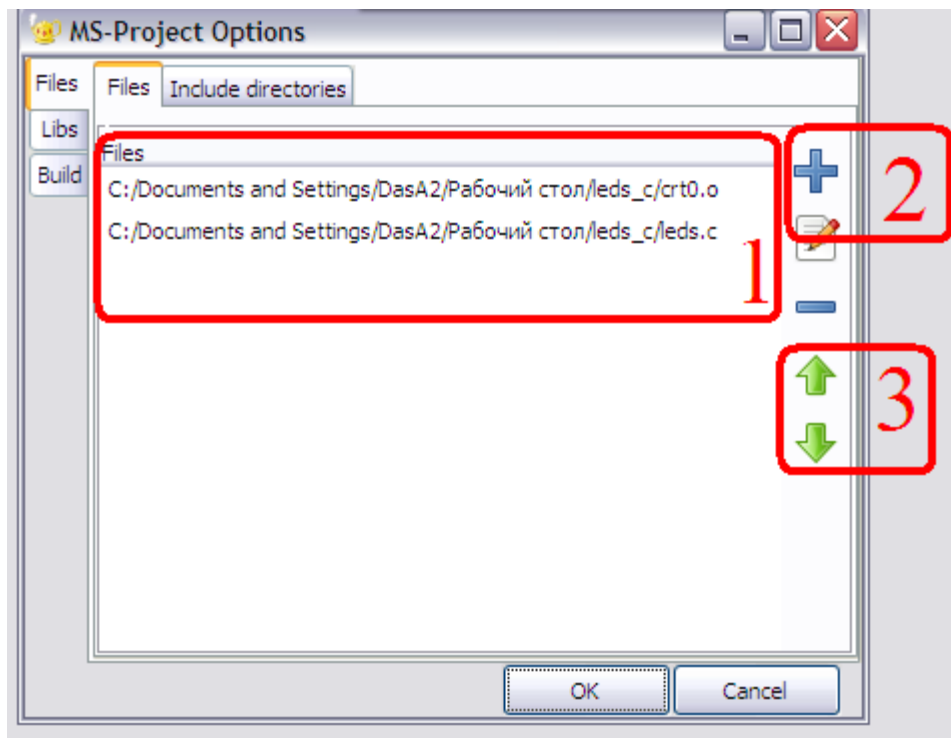 MS-Project Options
Files
Files Include directories
Libs
Build
Files
C:/Documents and Settings/DasA2/Рабочий стол/leds_c/crt0.o
C:/Documents and Settings/DasA2/Рабочий стол/leds_c/leds.c
1
2
3
OK Cancel